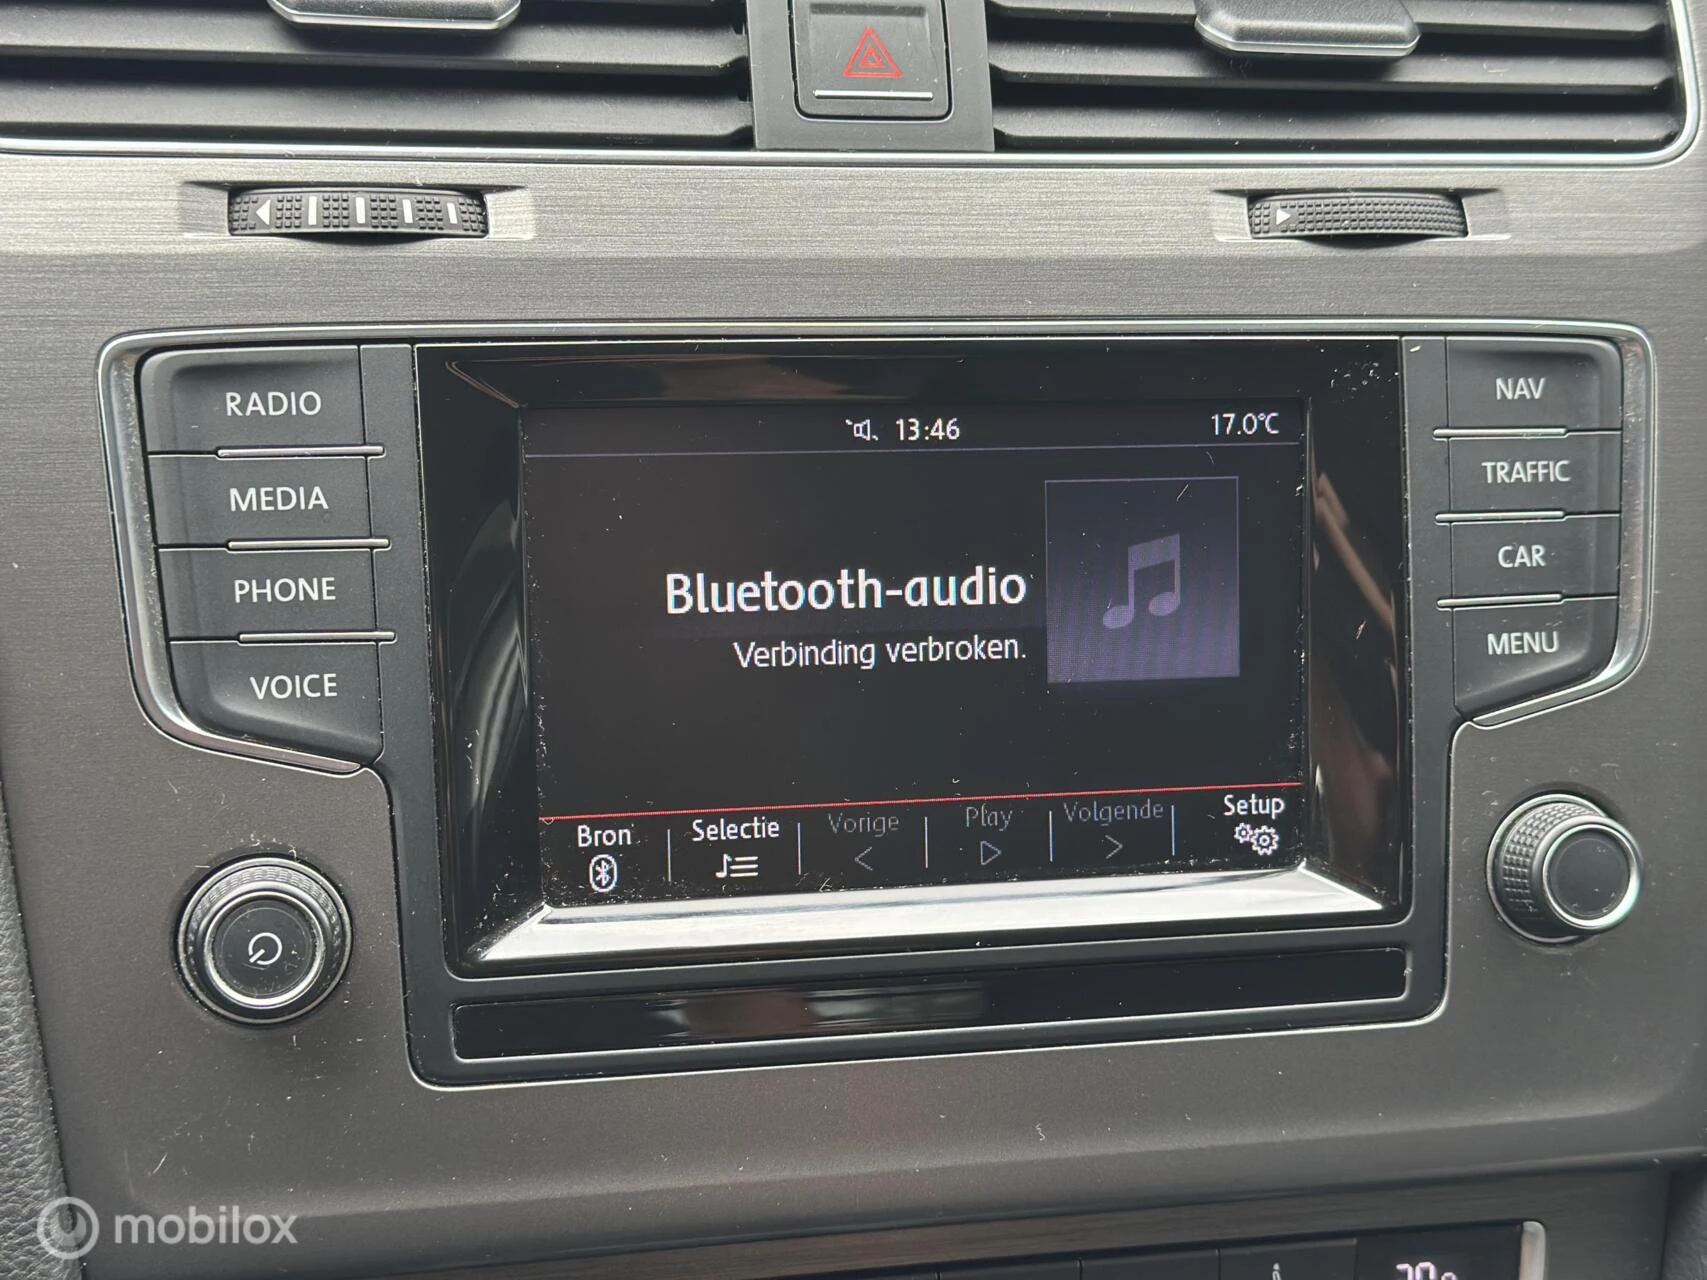 RADIO
MEDIA
PHONE
VOICE
13:46
17.0°C
Bluetooth-audio
Verbinding verbroken.
Bron
Selectie
Vorige
Play
Volgende
Setup
NAV
TRAFFIC
CAR
MENU
mobilox